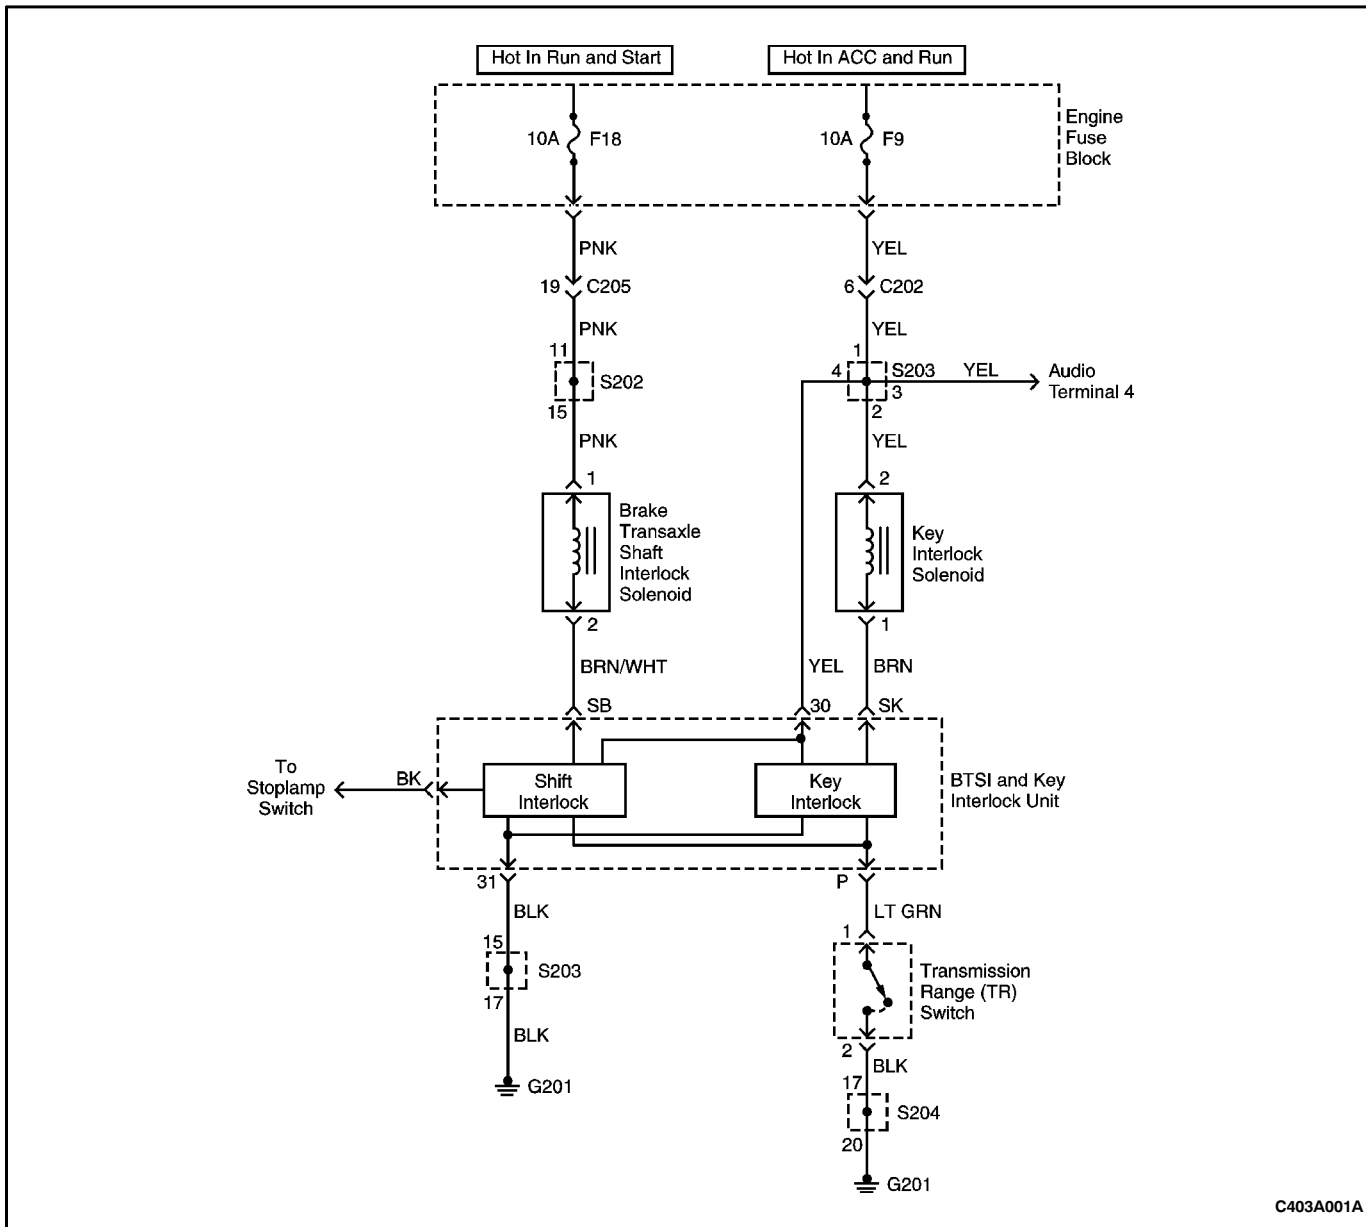 Hot In Run and Start
Hot In ACC and Run
10A F18
10A F9
Engine
Fuse
Block
PNK
YEL
19 C205
6 C202
PNK
YEL
11
S202
15
1
4 S203
3
2
YEL
Audio
Terminal 4
PNK
YEL
1
2
Brake
Transaxle
Shaft
Interlock
Solenoid
Key
Interlock
Solenoid
2
1
BRN/WHT
YEL
BRN
SB
30
SK
To
Stoplamp
Switch
BK
Shift
Interlock
Key
Interlock
BTSI and Key
Interlock Unit
31
P
BLK
LT GRN
15
S203
17
1
Transmission
Range (TR)
Switch
BLK
2
BLK
G201
17
S204
20
G201
C403A001A